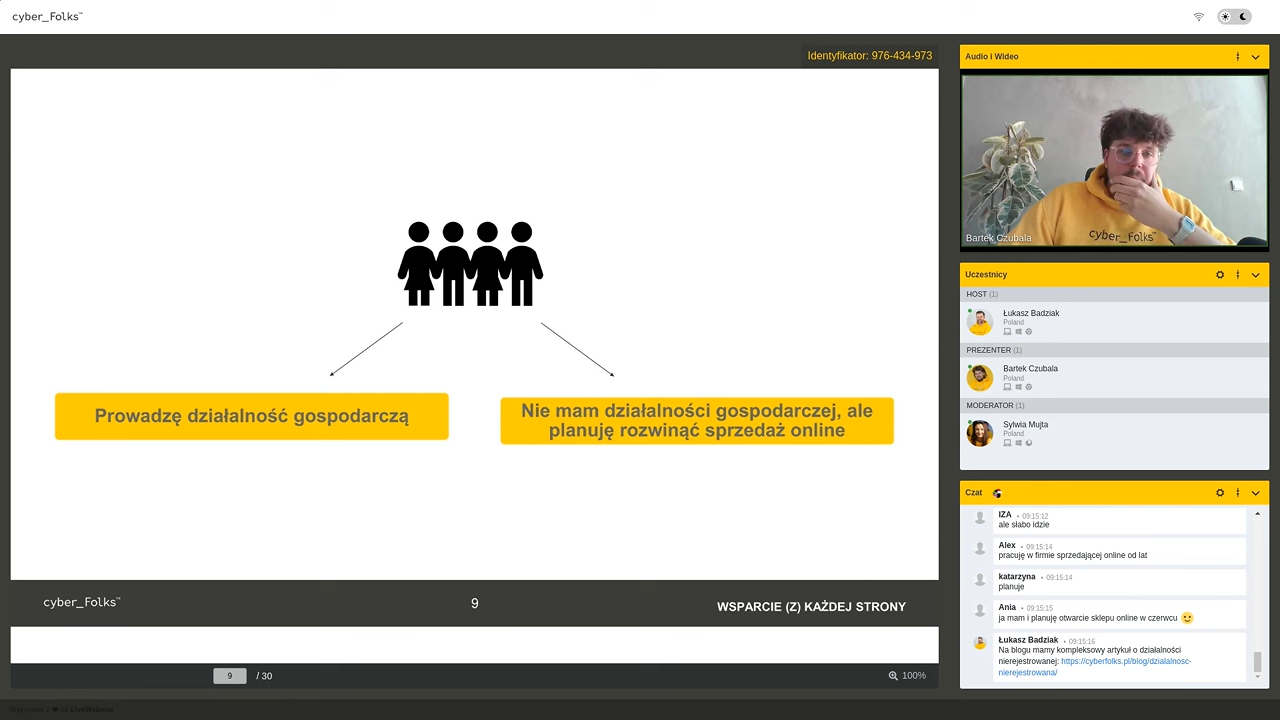 cyber_Folks™
Identyfikator: 976-434-973
Prowadzę działalność gospodarczą
Nie mam działalności gospodarczej, ale
planuję rozwinąć sprzedaż online
cyber_Folks™
9
WSPARCIE (Z) KAŻDEJ STRONY
9 / 30
100%
Audio i Wideo
cyber_Folks™
Bartek Czubala
Uczestnicy
HOST (1)
Łukasz Badziak
Poland
PREZENTER (1)
Bartek Czubala
Poland
MODERATOR (1)
Sylwia Mujta
Poland
Czat
IZA • 09:15:12
ale słabo idzie
Alex • 09:15:14
pracuję w firmie sprzedającej online od lat
katarzyna • 09:15:14
planuje
Ania • 09:15:15
ja mam i planuję otwarcie sklepu online w czerwcu 😉
Łukasz Badziak • 09:15:16
Na blogu mamy kompleksowy artykuł o działalności
nierejestrowanej: https://cyberfolks.pl/blog/dzialalnosc-
nierejestrowana/